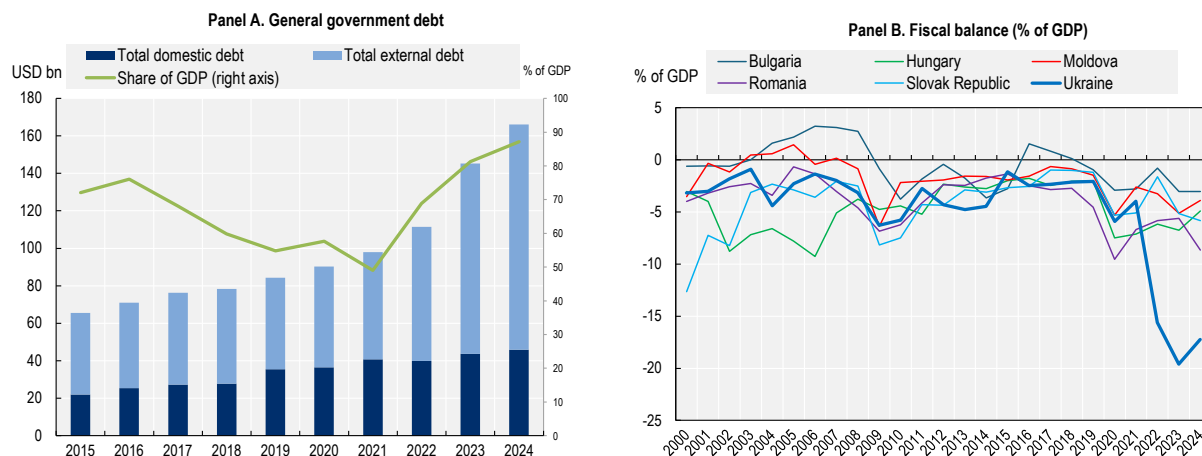 Panel A. General government debt
Total domestic debt
Total external debt
Share of GDP (right axis)
USD bn
% of GDP
180
160
140
120
100
80
60
40
20
0
100
90
80
70
60
50
40
30
20
10
0
2015 2016 2017 2018 2019 2020 2021 2022 2023 2024
Panel B. Fiscal balance (% of GDP)
% of GDP
Bulgaria Hungary Moldova
Romania Slovak Republic Ukraine
5
0
-5
-10
-15
-20
-25
2000 2001 2002 2003 2004 2005 2006 2007 2008 2009 2010 2011 2012 2013 2014 2015 2016 2017 2018 2019 2020 2021 2022 2023 2024